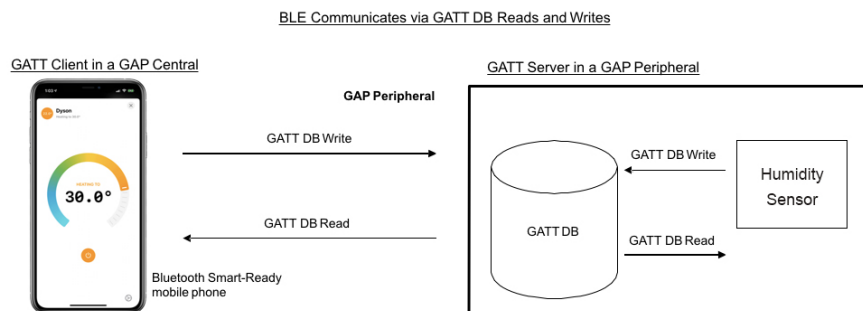 BLE Communicates via GATT DB Reads and Writes
GATT Client in a GAP Central
GATT Server in a GAP Peripheral
GAP Peripheral
Dyson
HEATING TO
30.0°
GATT DB Write
GATT DB Read
Bluetooth Smart-Ready
mobile phone
GATT DB
GATT DB Write
GATT DB Read
Humidity
Sensor